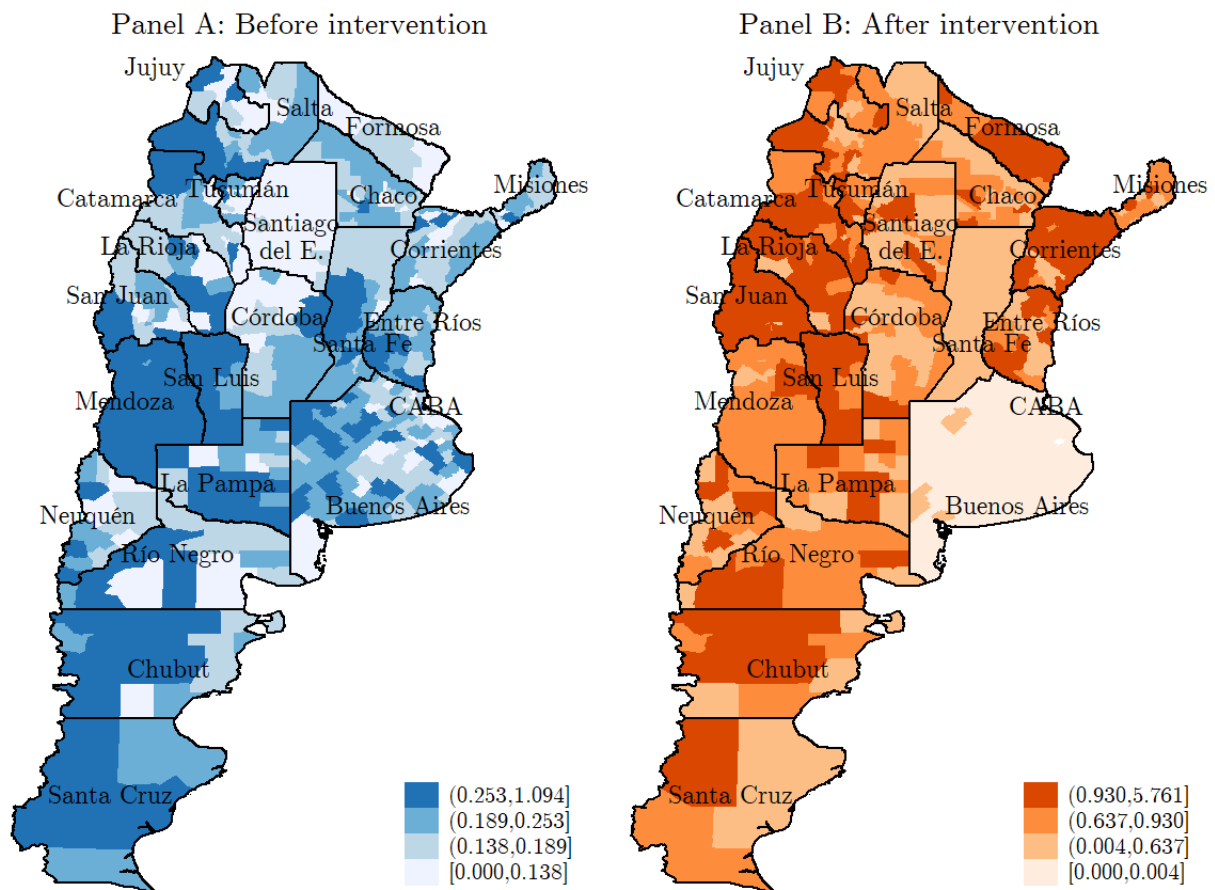 Panel A: Before intervention
Jujuy
Salta
Formosa
Catamarca
Tucumán
Chaco
Misiones
Santiago
del E.
La Rioja
Corrientes
San Juan
Córdoba
Entre Ríos
Santa Fe
San Luis
Mendoza
CABA
La Pampa
Buenos Aires
Neuquén
Río Negro
Chubut
Santa Cruz
(0.253,1.094]
(0.189,0.253]
(0.138,0.189]
[0.000,0.138]
Panel B: After intervention
Jujuy
Salta
Formosa
Catamarca
Tucumán
Chaco
Misiones
Santiago
del E.
La Rioja
Corrientes
San Juan
Córdoba
Entre Ríos
Santa Fe
San Luis
Mendoza
CABA
La Pampa
Buenos Aires
Neuquén
Río Negro
Chubut
Santa Cruz
(0.930,5.761]
(0.637,0.930]
(0.004,0.637]
[0.000,0.004]